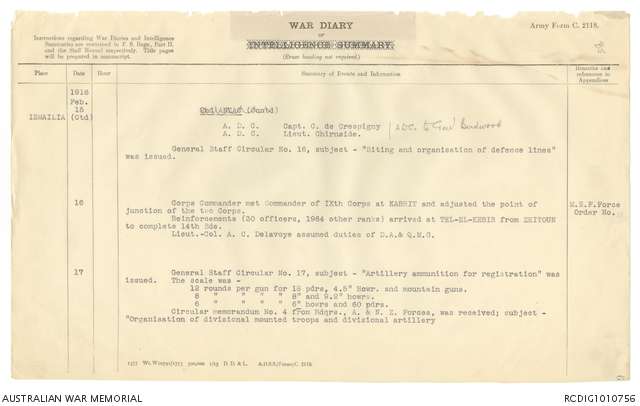 WAR DIARY
OF
INTELLIGENCE SUMMARY.
(Erase heading not required.)
Army Form C. 2118.
Instructions regarding War Diaries and Intelligence
Summaries are contained in F. S. Regs., Part II.
and the Staff Manual respectively. Title pages
will be prepared in manuscript.
Place
Date
Hour
Summary of Events and Information
Remarks and
references to
Appendices
1916
Feb.
15
ISMAILIA (Ctd)
(Contd)
A. D. C. Capt. C. de Crespigny / A.D.C. to Genl Birdwood
A. D. C. Lieut. Chirnside.
General Staff Circular No. 16, subject - "Siting and organisation of defence lines"
was issued.
16
Corps Commander met Commander of IXth Corps at KABRIT and adjusted the point of
junction of the two Corps.
M.E.F.Force
Order No.
Reinforcements (30 officers, 1984 other ranks) arrived at TEL-EL-KEBIR from ZEITOUN
to complete 14th Bde.
Lieut.-Col. A. C. Delavoye assumed duties of D.A.& Q.M.G.
17
General Staff Circular No. 17, subject - "Artillery ammunition for registration" was
issued. The scale was -
12 rounds per gun for 18 pdrs, 4.5" Howr. and mountain guns.
8 " " " " 8" and 9.2" howrs.
6 " " " " 6" howrs and 60 pdrs.
Circular memorandum No. 4 from Hdqrs., A. & N. Z. Forces, was received; subject -
"Organisation of divisional mounted troops and divisional artillery
D. D. & L. A.D.S.S./Forms/C. 2118.
AUSTRALIAN WAR MEMORIAL
RCDIG1010756